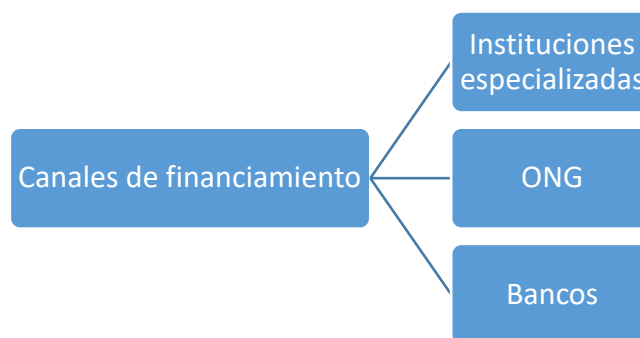 Instituciones
especializadas
Canales de financiamiento
ONG
Bancos